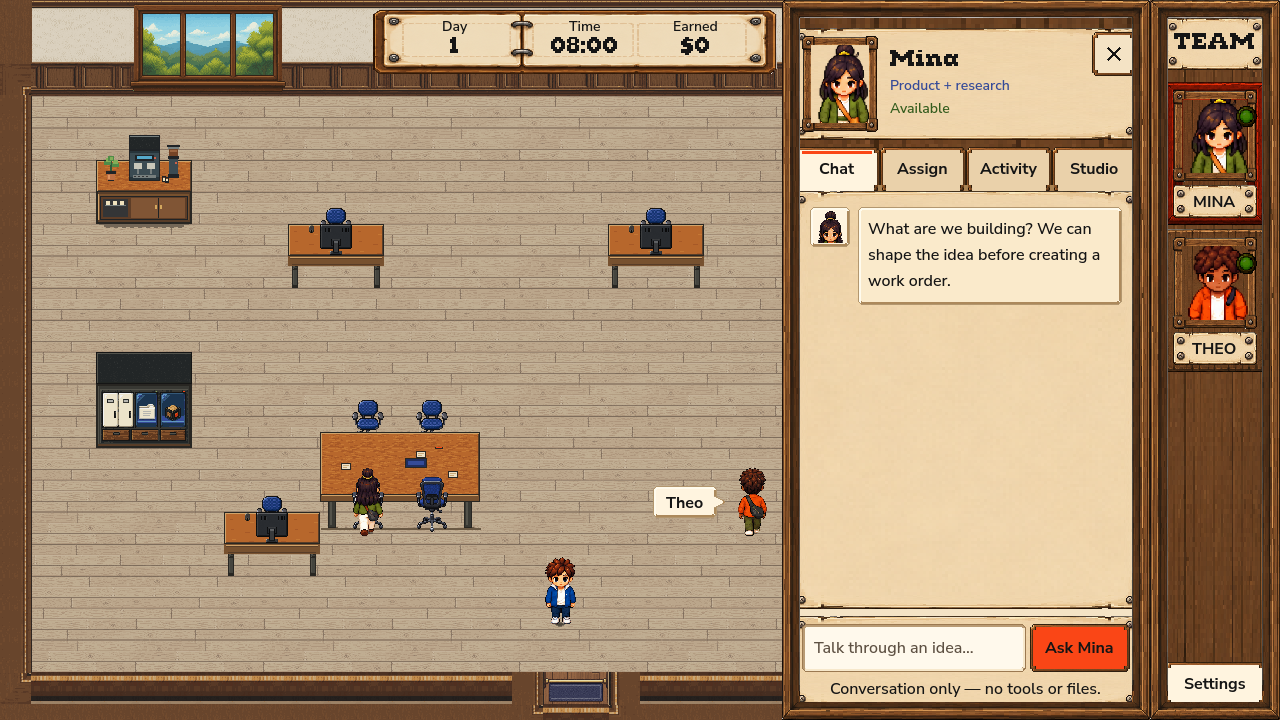 Day
1
Time
08:00
Earned
$0
Theo
Mina
Product + research
Available
Chat
Assign
Activity
Studio
What are we building? We can
shape the idea before creating a
work order.
Talk through an idea...
Ask Mina
Conversation only — no tools or files.
TEAM
MINA
THEO
Settings